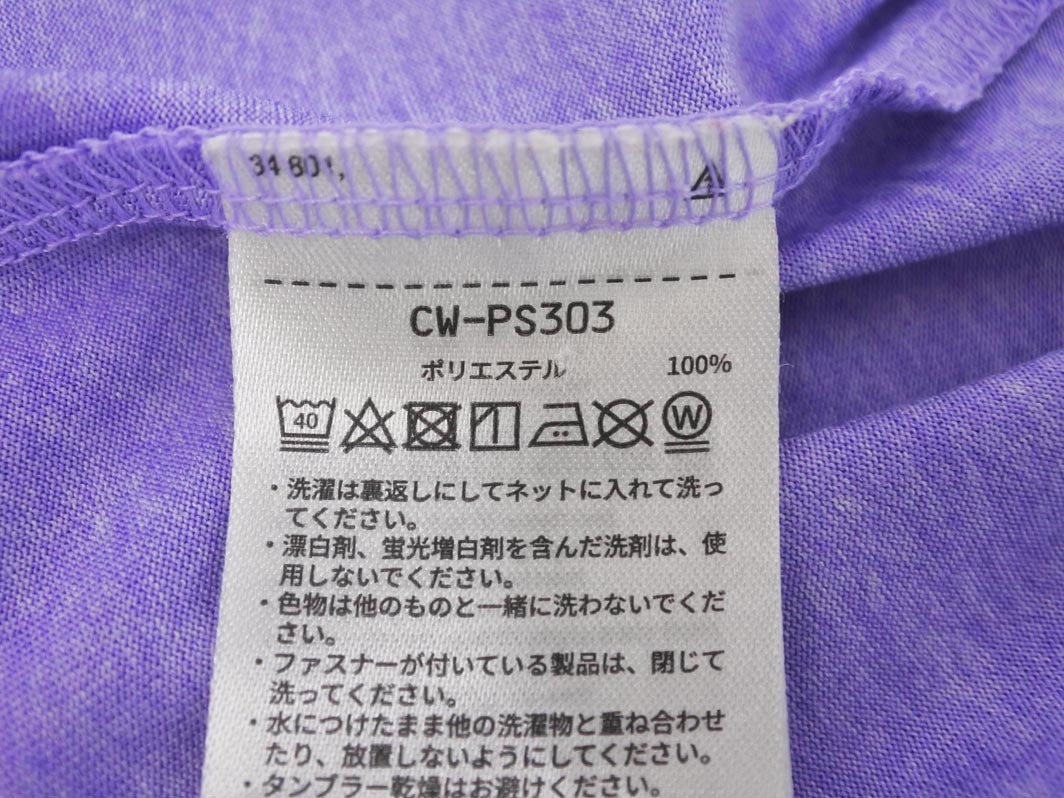 CW-PS303
ポリエステル 100%
40 W
・洗濯は裏返しにしてネットに入れて洗っ
てください。
・漂白剤、蛍光増白剤を含んだ洗剤は、使
用しないでください。
・色物は他のものと一緒に洗わないでくだ
さい。
・ファスナーが付いている製品は、閉じて
洗ってください。
・水につけたまま他の洗濯物と重ね合わせ
たり、放置しないようにしてください。
・タンブラー乾燥はお避けください。